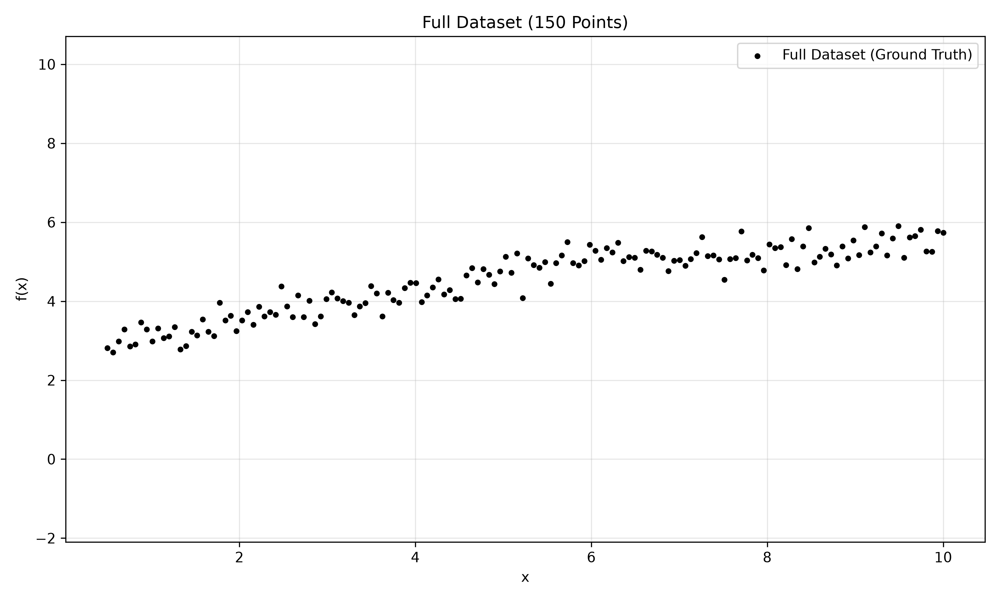 Full Dataset (150 Points)
Full Dataset (Ground Truth)
10
8
6
4
2
0
−2
f(x)
2 4 6 8 10
x